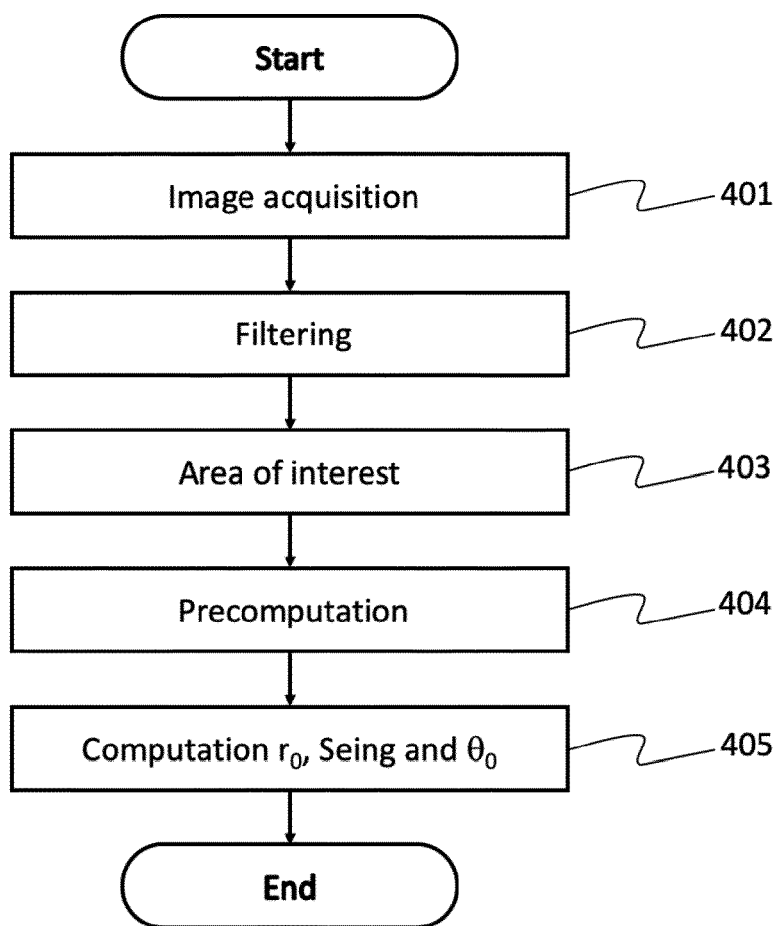 Start
Image acquisition
401
Filtering
402
Area of interest
403
Precomputation
404
Computation r₀, Seing and θ₀
405
End